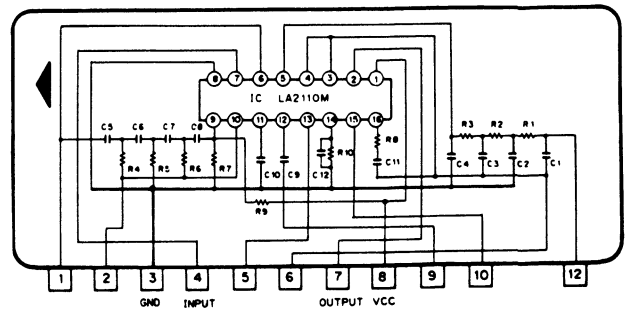 8 7 6 5 4 3 2 1
IC LA2110M
9 10 11 12 13 14 15 16
C5 C6 C7 C8
R3 R2 R1
R8
R4 R5 R6 R7
R10
C10 C9 C12 C11
C4 C3 C2 C1
R9
1 2 3 4 5 6 7 8 9 10 12
GND INPUT OUTPUT VCC